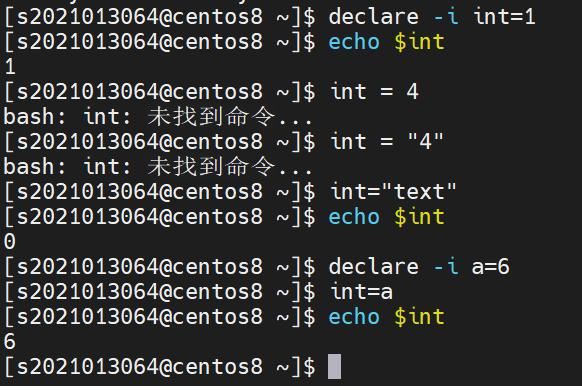 [s2021013064@centos8 ~]$ declare -i int=1
[s2021013064@centos8 ~]$ echo $int
1
[s2021013064@centos8 ~]$ int = 4
bash: int: 未找到命令...
[s2021013064@centos8 ~]$ int = "4"
bash: int: 未找到命令...
[s2021013064@centos8 ~]$ int="text"
[s2021013064@centos8 ~]$ echo $int
0
[s2021013064@centos8 ~]$ declare -i a=6
[s2021013064@centos8 ~]$ int=a
[s2021013064@centos8 ~]$ echo $int
6
[s2021013064@centos8 ~]$